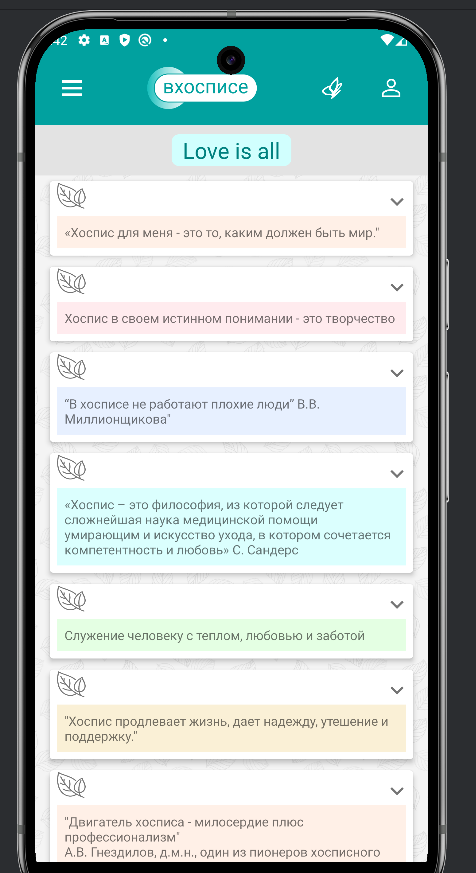 42
вхосписе
Love is all
«Хоспис для меня - это то, каким должен быть мир."
Хоспис в своем истинном понимании - это творчество
“В хосписе не работают плохие люди” В.В.
Миллионщикова"
«Хоспис – это философия, из которой следует
сложнейшая наука медицинской помощи
умирающим и искусство ухода, в котором сочетается
компетентность и любовь» С. Сандерс
Служение человеку с теплом, любовью и заботой
"Хоспис продлевает жизнь, дает надежду, утешение и
поддержку."
"Двигатель хосписа - милосердие плюс
профессионализм"
А.В. Гнездилов, д.м.н., один из пионеров хосписного